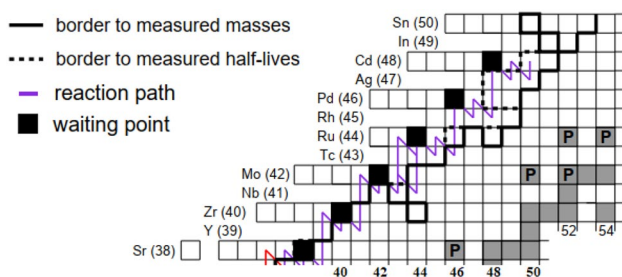 border to measured masses
border to measured half-lives
reaction path
waiting point
Sn (50)
In (49)
Cd (48)
Ag (47)
Pd (46)
Rh (45)
Ru (44)
P P
Tc (43)
Mo (42)
P P
Nb (41)
Zr (40)
Y (39)
52 54
Sr (38)
P
40 42 44 46 48 50